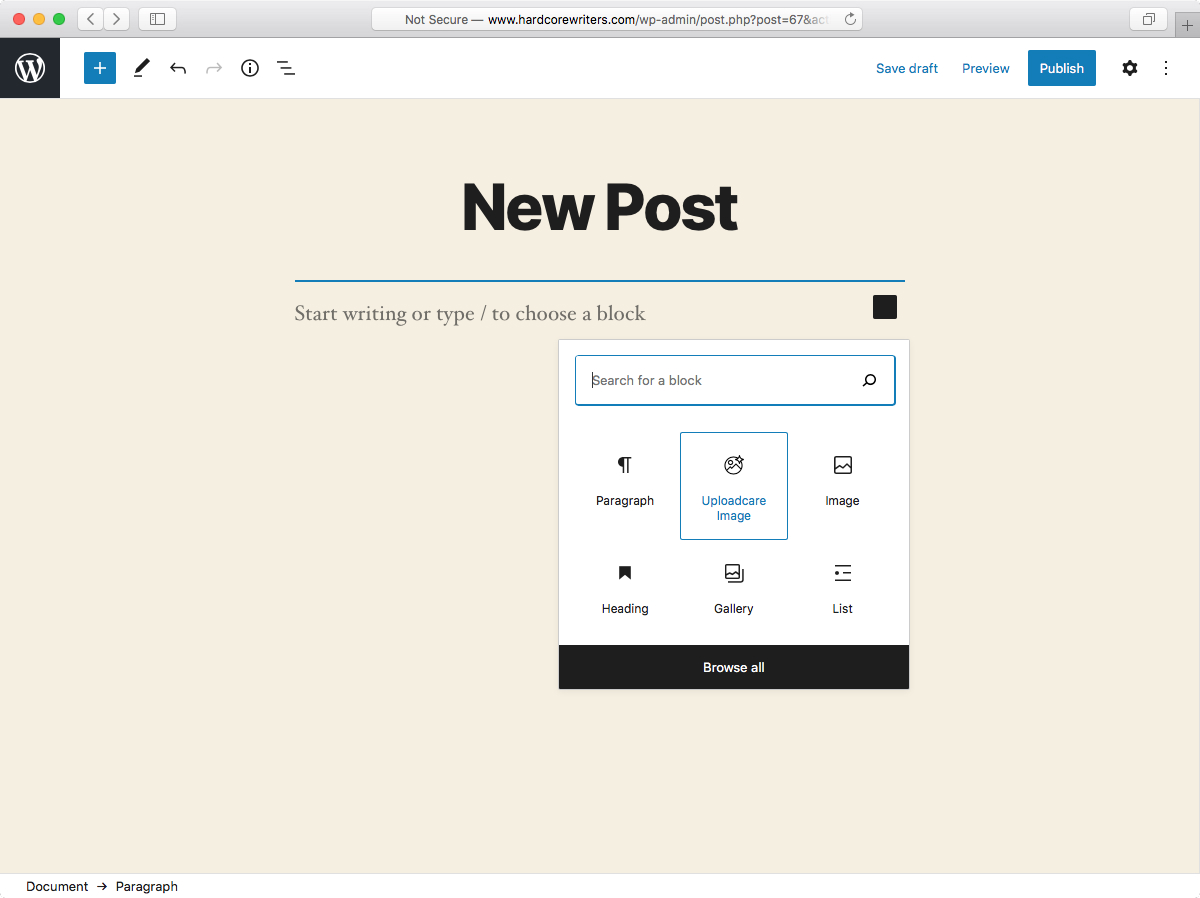 Not Secure — www.hardcorewriters.com/wp-admin/post.php?post=67&act
Save draft Preview Publish
New Post
Start writing or type / to choose a block
Search for a block
Paragraph
Uploadcare
Image
Image
Heading
Gallery
List
Browse all
Document → Paragraph